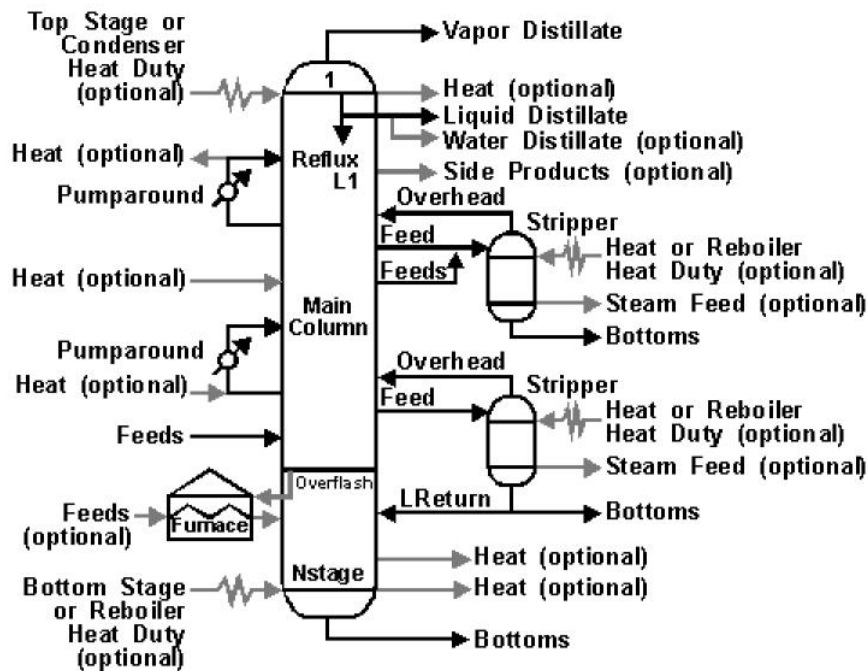 Top Stage or
Condenser
Heat Duty
(optional)
Vapor Distillate
1
Heat (optional)
Liquid Distillate
Water Distillate (optional)
Heat (optional)
Reflux
L1
Side Products (optional)
Pumparound
Overhead
Stripper
Feed
Heat or Reboiler
Heat Duty (optional)
Feeds
Heat (optional)
Steam Feed (optional)
Main
Column
Bottoms
Pumparound
Overhead
Stripper
Heat (optional)
Feed
Heat or Reboiler
Heat Duty (optional)
Feeds
Steam Feed (optional)
Overflash
LReturn
Bottoms
Feeds
(optional)
Furnace
Heat (optional)
Nstage
Heat (optional)
Bottom Stage
or Reboiler
Heat Duty
(optional)
Bottoms